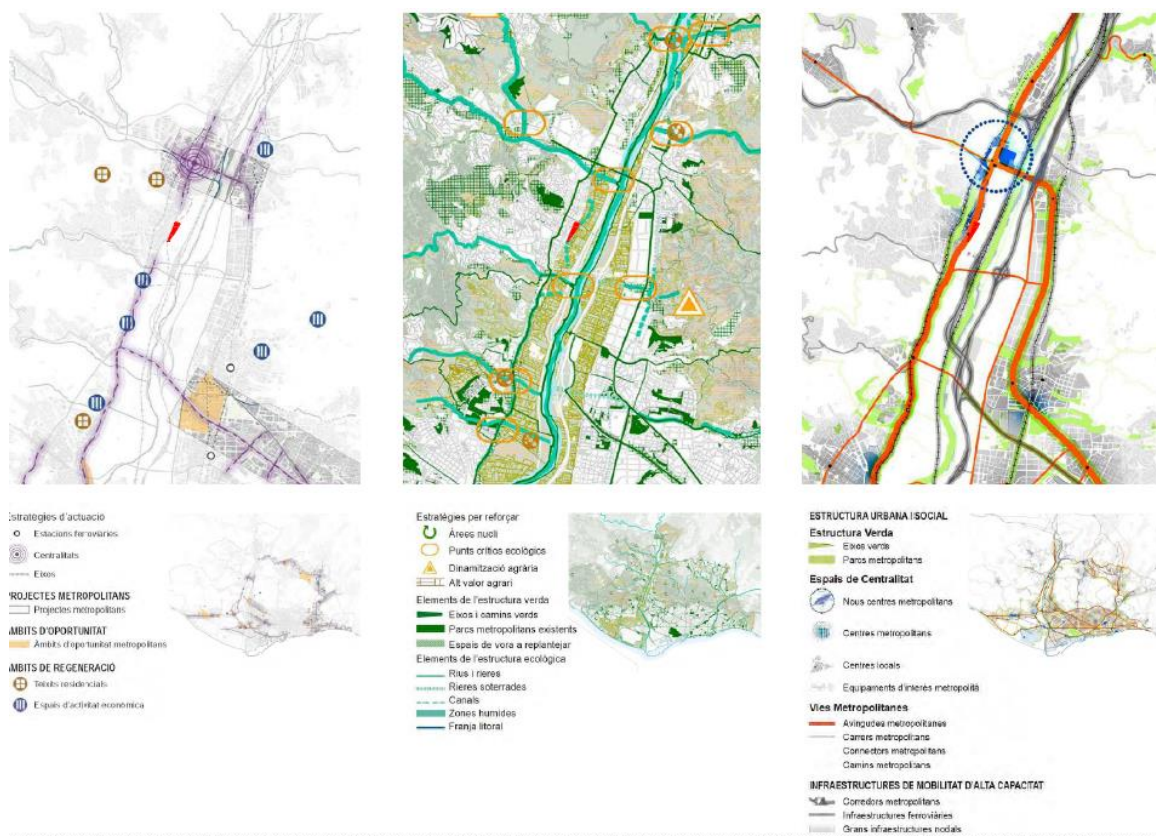 Estratègies d'actuació
Estacions ferroviàries
Centralitats
Eixos
PROJECTES METROPOLITANS
Projectes metropolitans
ÀMBITS D'OPORTUNITAT
Àmbits d'oportunitat metropolitans
ÀMBITS DE REGENERACIÓ
Teixits residencials
Espais d'activitat econòmica
Estratègies per reforçar
Àrees nucli
Punts crítics ecològics
Dinamització agrària
Alt valor agrari
Elements de l'estructura verda
Eixos i camins verds
Parcs metropolitans existents
Espais de vora a replantejar
Elements de l'estructura ecològica
Rius i rieres
Rieres soterrades
Canals
Zones humides
Franja litoral
ESTRUCTURA URBANA I SOCIAL
Estructura Verda
Eixos verds
Parcs metropolitans
Espais de Centralitat
Nous centres metropolitans
Centres metropolitans
Centres locals
Equipaments d'interès metropolità
Vies Metropolitanes
Avingudes metropolitanes
Carrers metropolitans
Connectors metropolitans
Camins metropolitans
INFRAESTRUCTURES DE MOBILITAT D'ALTA CAPACITAT
Corredors metropolitans
Infraestructures ferroviàries
Grans infraestructures nodals